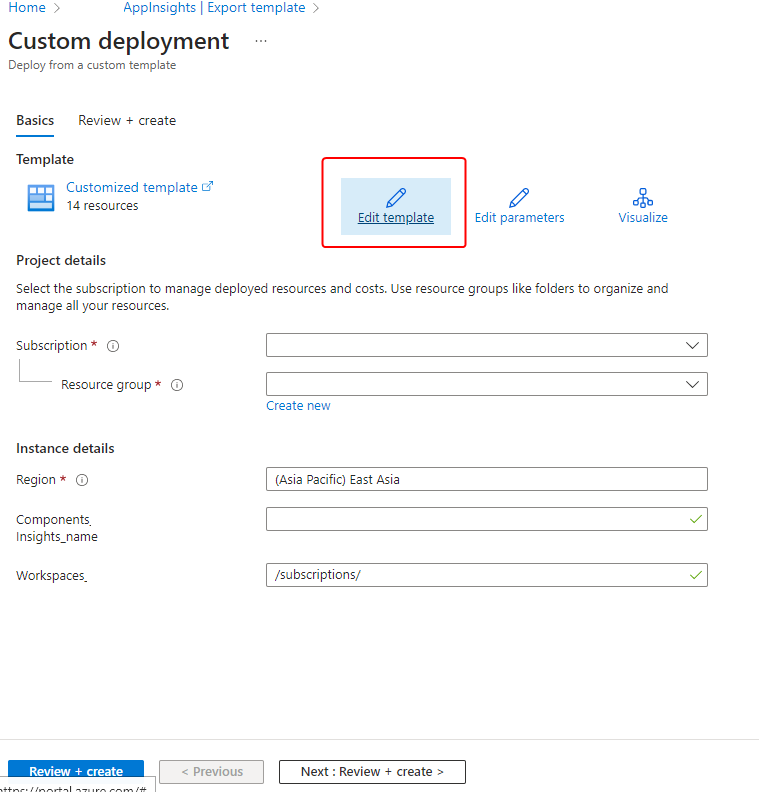 Home > AppInsights | Export template >
Custom deployment ...
Deploy from a custom template
Basics Review + create
Template
Customized template
14 resources
Edit template Edit parameters Visualize
Project details
Select the subscription to manage deployed resources and costs. Use resource groups like folders to organize and
manage all your resources.
Subscription *
Resource group *
Create new
Instance details
Region * (Asia Pacific) East Asia
Components_
Insights_name
Workspaces_ /subscriptions/
Review + create < Previous Next : Review + create >
https://portal.azure.com/#